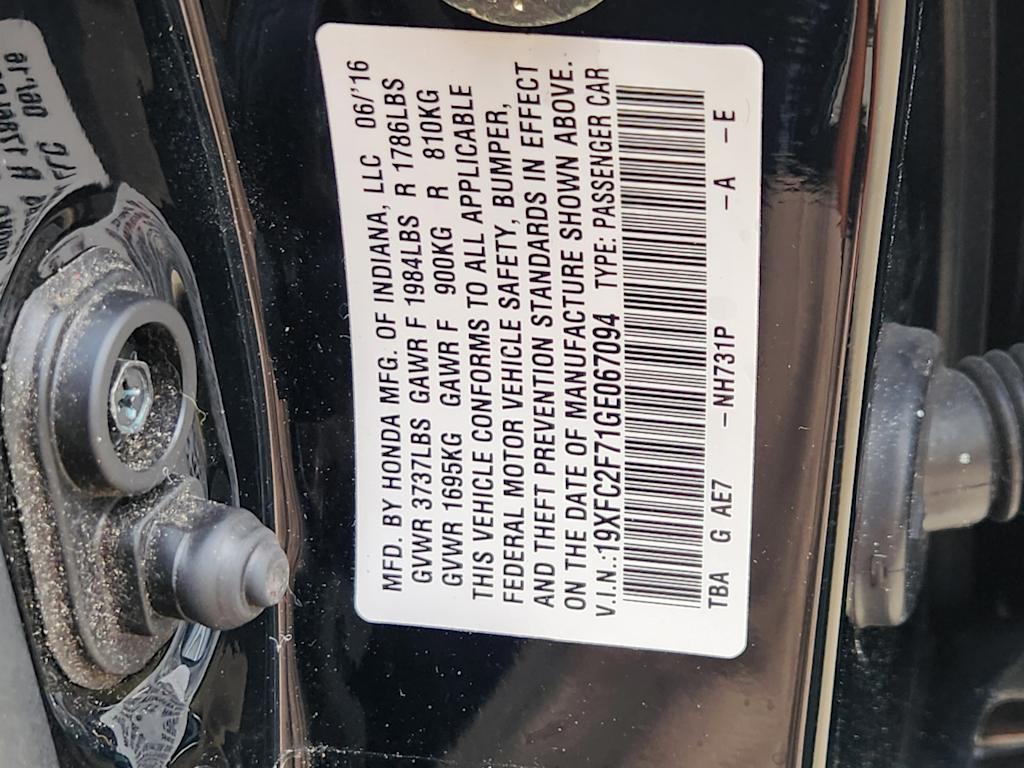 MFD. BY HONDA MFG. OF INDIANA, LLC 06/'16
GVWR 3737LBS GAWR F 1984LBS R 1786LBS
GVWR 1695KG GAWR F 900KG R 810KG
THIS VEHICLE CONFORMS TO ALL APPLICABLE
FEDERAL MOTOR VEHICLE SAFETY, BUMPER,
AND THEFT PREVENTION STANDARDS IN EFFECT
ON THE DATE OF MANUFACTURE SHOWN ABOVE.
V.I.N.:19XFC2F71GE067094 TYPE: PASSENGER CAR
TBA G AE7 -NH731P -A -E